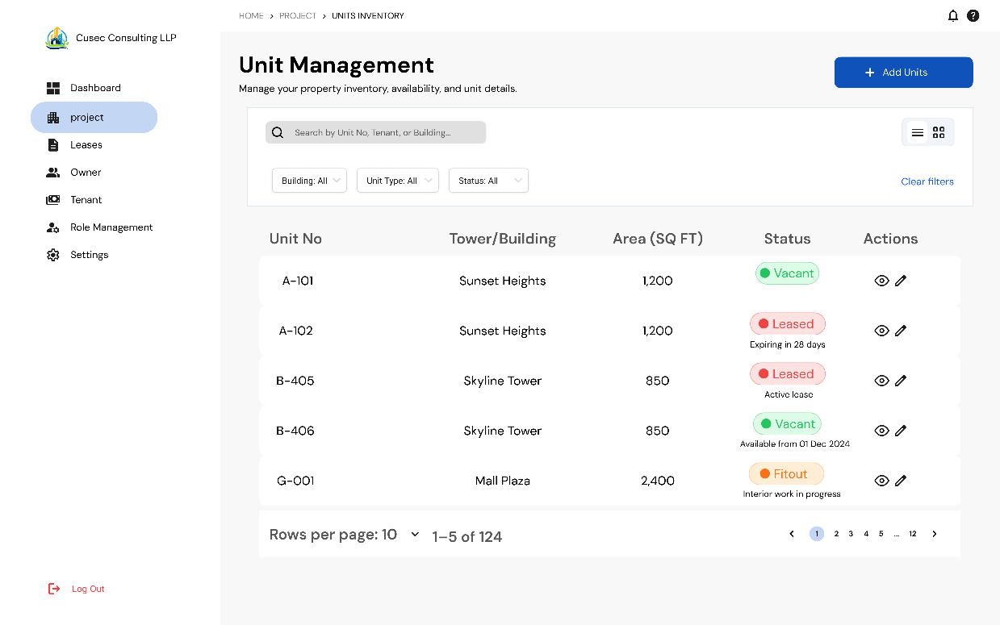 HOME > PROJECT > UNITS INVENTORY
Cusec Consulting LLP
Dashboard
project
Leases
Owner
Tenant
Role Management
Settings
Log Out
Unit Management
Manage your property inventory, availability, and unit details.
+ Add Units
Search by Unit No, Tenant, or Building...
Building: All Unit Type: All Status: All Clear filters
Unit No Tower/Building Area (SQ FT) Status Actions
A-101 Sunset Heights 1,200 Vacant
A-102 Sunset Heights 1,200 Leased
Expiring in 28 days
B-405 Skyline Tower 850 Leased
Active lease
B-406 Skyline Tower 850 Vacant
Available from 01 Dec 2024
G-001 Mall Plaza 2,400 Fitout
Interior work in progress
Rows per page: 10 1–5 of 124 1 2 3 4 5 ... 12